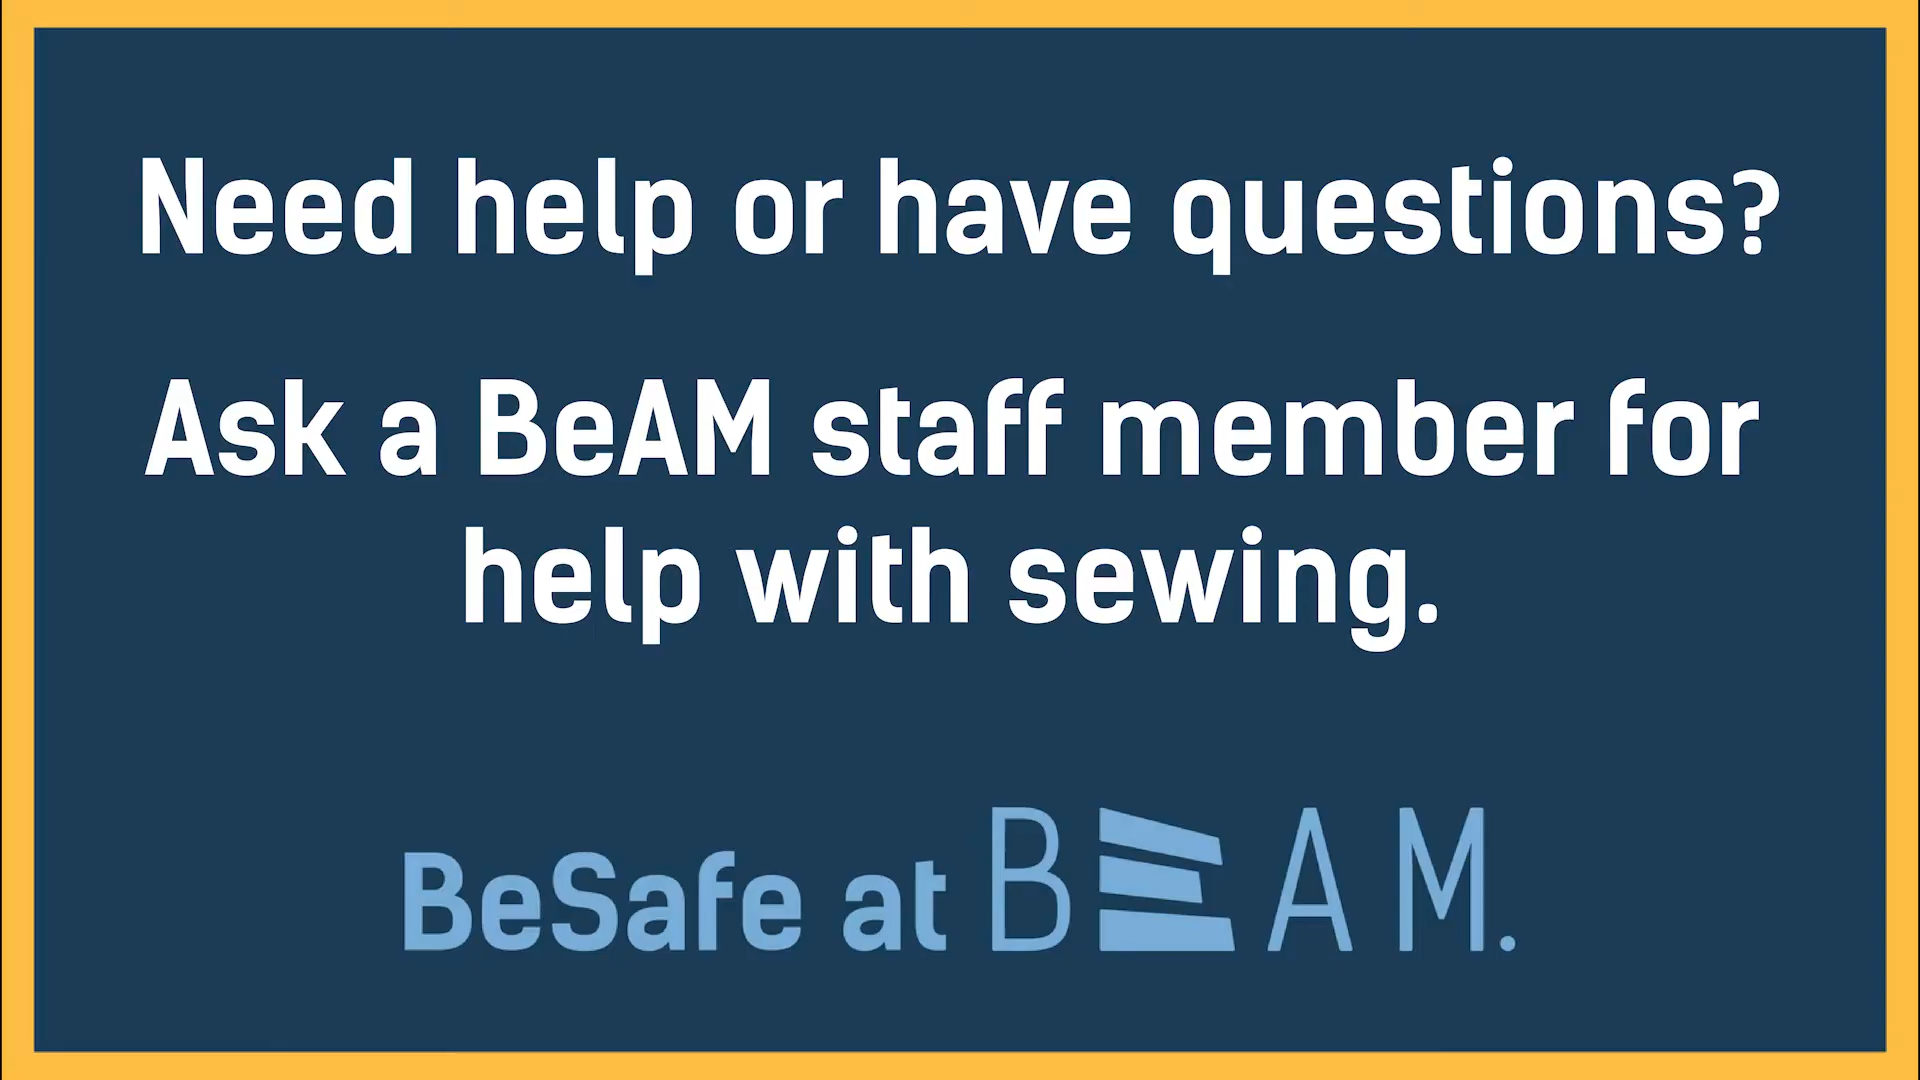 Need help or have questions?
Ask a BeAM staff member for
help with sewing.
BeSafe at BEAM.